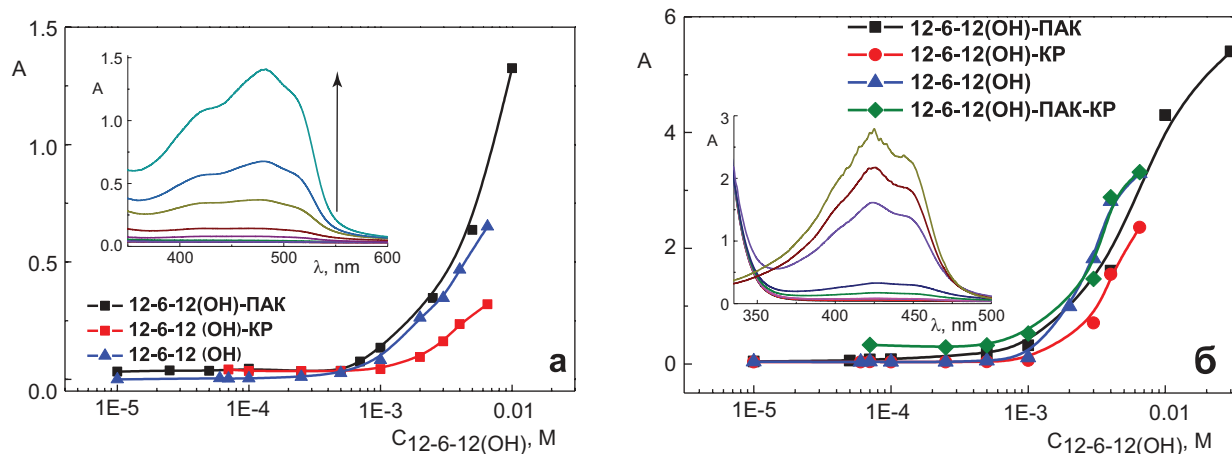 1.5
A
1.0
0.5
0.0
1E-5
1E-4
1E-3
0.01
C12-6-12(OH), M
12-6-12(OH)-ПАК
12-6-12 (OH)-КР
12-6-12 (OH)
а
1.5
A
1.0
0.5
0.0
400
500
600
λ, nm
6
A
4
2
0
1E-5
1E-4
1E-3
0.01
C12-6-12(OH), M
12-6-12(OH)-ПАК
12-6-12(OH)-КР
12-6-12(OH)
12-6-12(OH)-ПАК-КР
б
3
A
2
1
0
350
400
450
500
λ, nm